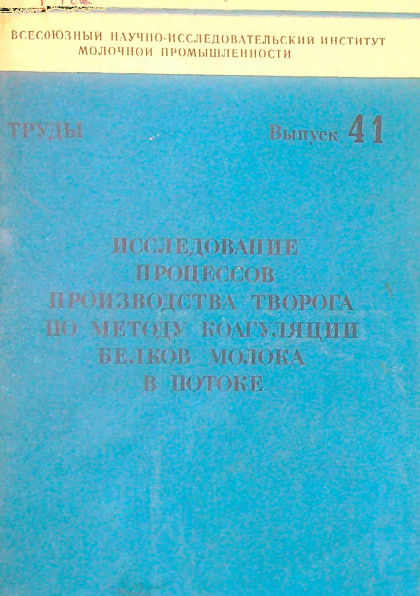 ВСЕСОЮЗНЫЙ НАУЧНО-ИССЛЕДОВАТЕЛЬСКИЙ ИНСТИТУТ
МОЛОЧНОЙ ПРОМЫШЛЕННОСТИ
ТРУДЫ Выпуск 41
ИССЛЕДОВАНИЕ
ПРОЦЕССОВ
ПРОИЗВОДСТВА ТВОРОГА
ПО МЕТОДУ КОАГУЛЯЦИИ
БЕЛКОВ МОЛОКА
В ПОТОКЕ